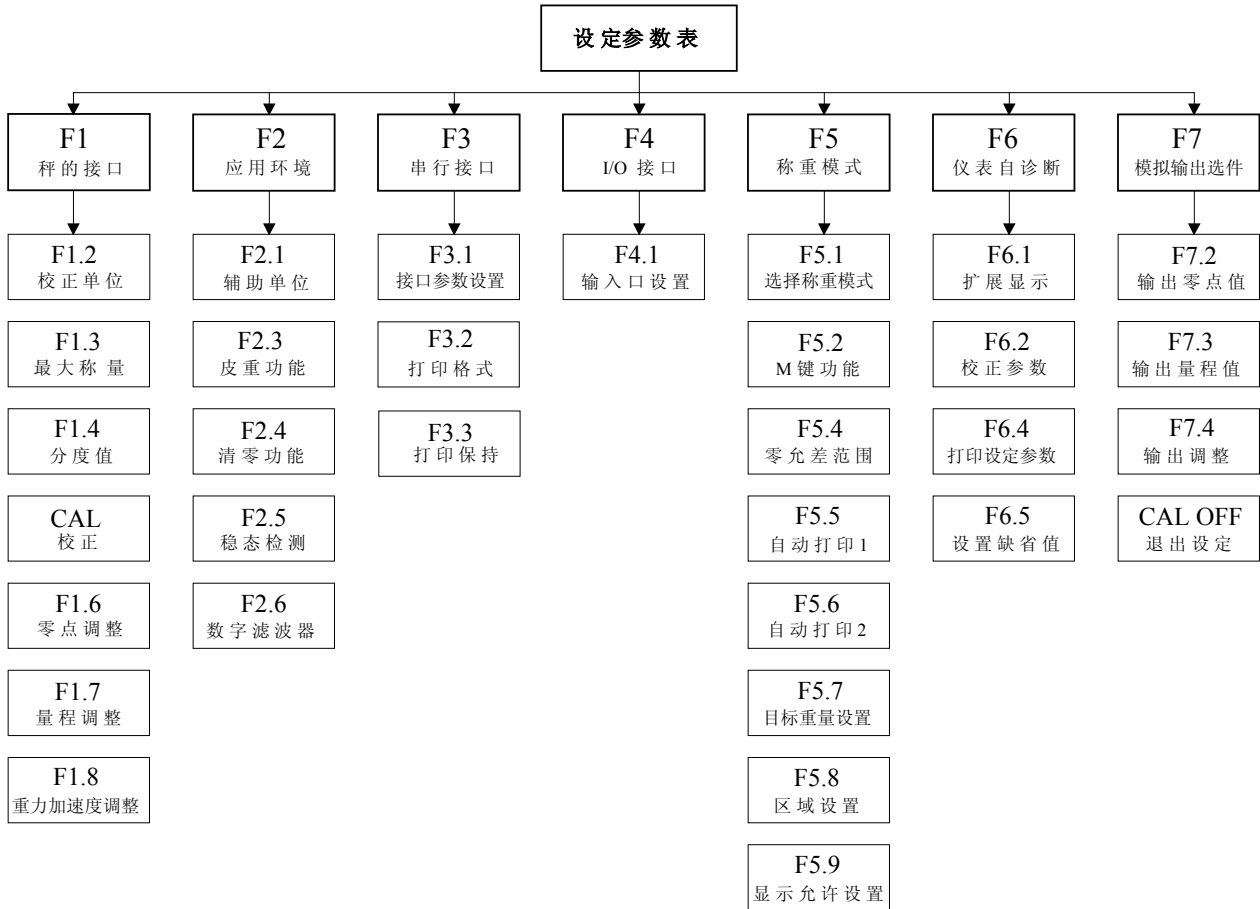 设定参数表
F1
秤的接口
F2
应用环境
F3
串行接口
F4
I/O 接口
F5
称重模式
F6
仪表自诊断
F7
模拟输出选件
F1.2
校正单位
F1.3
最大称量
F1.4
分度值
CAL
校正
F1.6
零点调整
F1.7
量程调整
F1.8
重力加速度调整
F2.1
辅助单位
F2.3
皮重功能
F2.4
清零功能
F2.5
稳态检测
F2.6
数字滤波器
F3.1
接口参数设置
F3.2
打印格式
F3.3
打印保持
F4.1
输入口设置
F5.1
选择称重模式
F5.2
M键功能
F5.4
零允差范围
F5.5
自动打印1
F5.6
自动打印2
F5.7
目标重量设置
F5.8
区域设置
F5.9
显示允许设置
F6.1
扩展显示
F6.2
校正参数
F6.4
打印设定参数
F6.5
设置缺省值
F7.2
输出零点值
F7.3
输出量程值
F7.4
输出调整
CAL OFF
退出设定